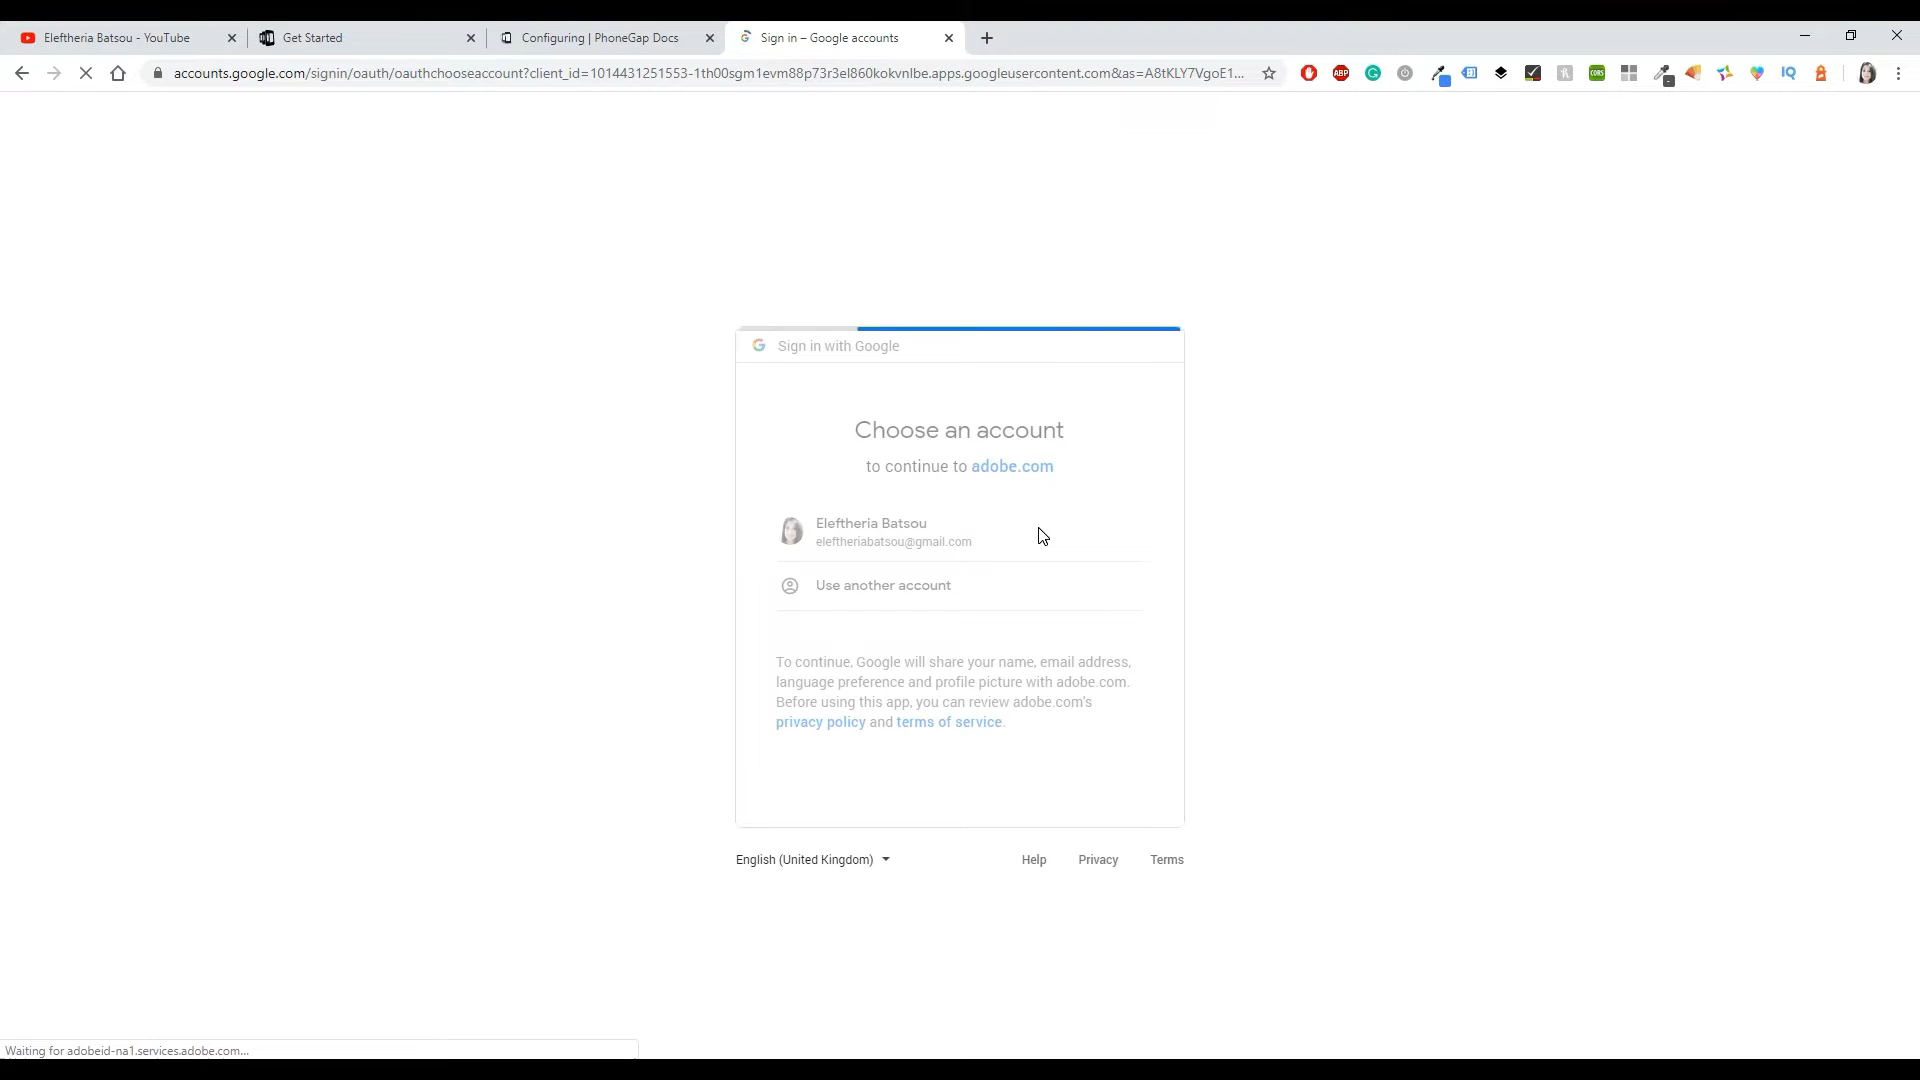 Eleftheria Batsou - YouTube
Get Started
Configuring | PhoneGap Docs
Sign in – Google accounts
accounts.google.com/signin/oauth/oauthchooseaccount?client_id=1014431251553-1th00sgm1evm88p73r3el860kokvnlbe.apps.googleusercontent.com&as=A8tKLY7VgoE1...
ABP
CORS
IQ
Sign in with Google
Choose an account
to continue to adobe.com
Eleftheria Batsou
eleftheriabatsou@gmail.com
Use another account
To continue, Google will share your name, email address,
language preference and profile picture with adobe.com.
Before using this app, you can review adobe.com's
privacy policy and terms of service.
English (United Kingdom)
Help
Privacy
Terms
Waiting for adobeid-na1.services.adobe.com...